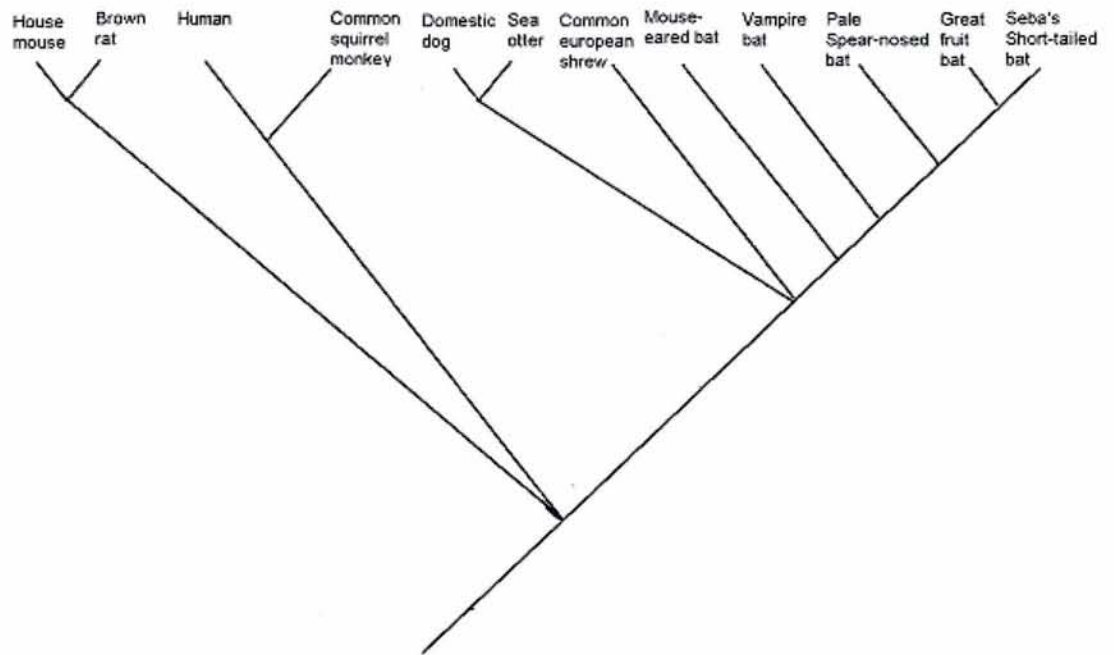 House
mouse
Brown
rat
Human
Common
squirrel
monkey
Domestic
dog
Sea
otter
Common
european
shrew
Mouse-
eared bat
Vampire
bat
Pale
Spear-nosed
bat
Great
fruit
bat
Seba's
Short-tailed
bat